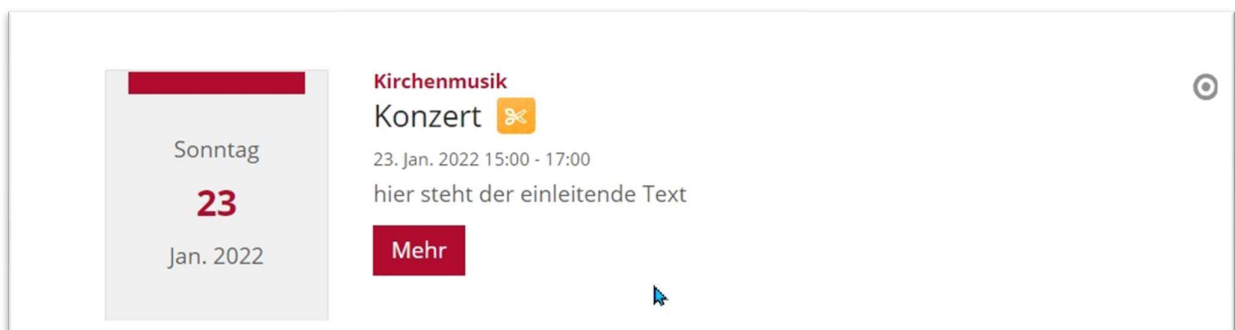 Sonntag
23
Jan. 2022
Kirchenmusik
Konzert
23. Jan. 2022 15:00 - 17:00
hier steht der einleitende Text
Mehr